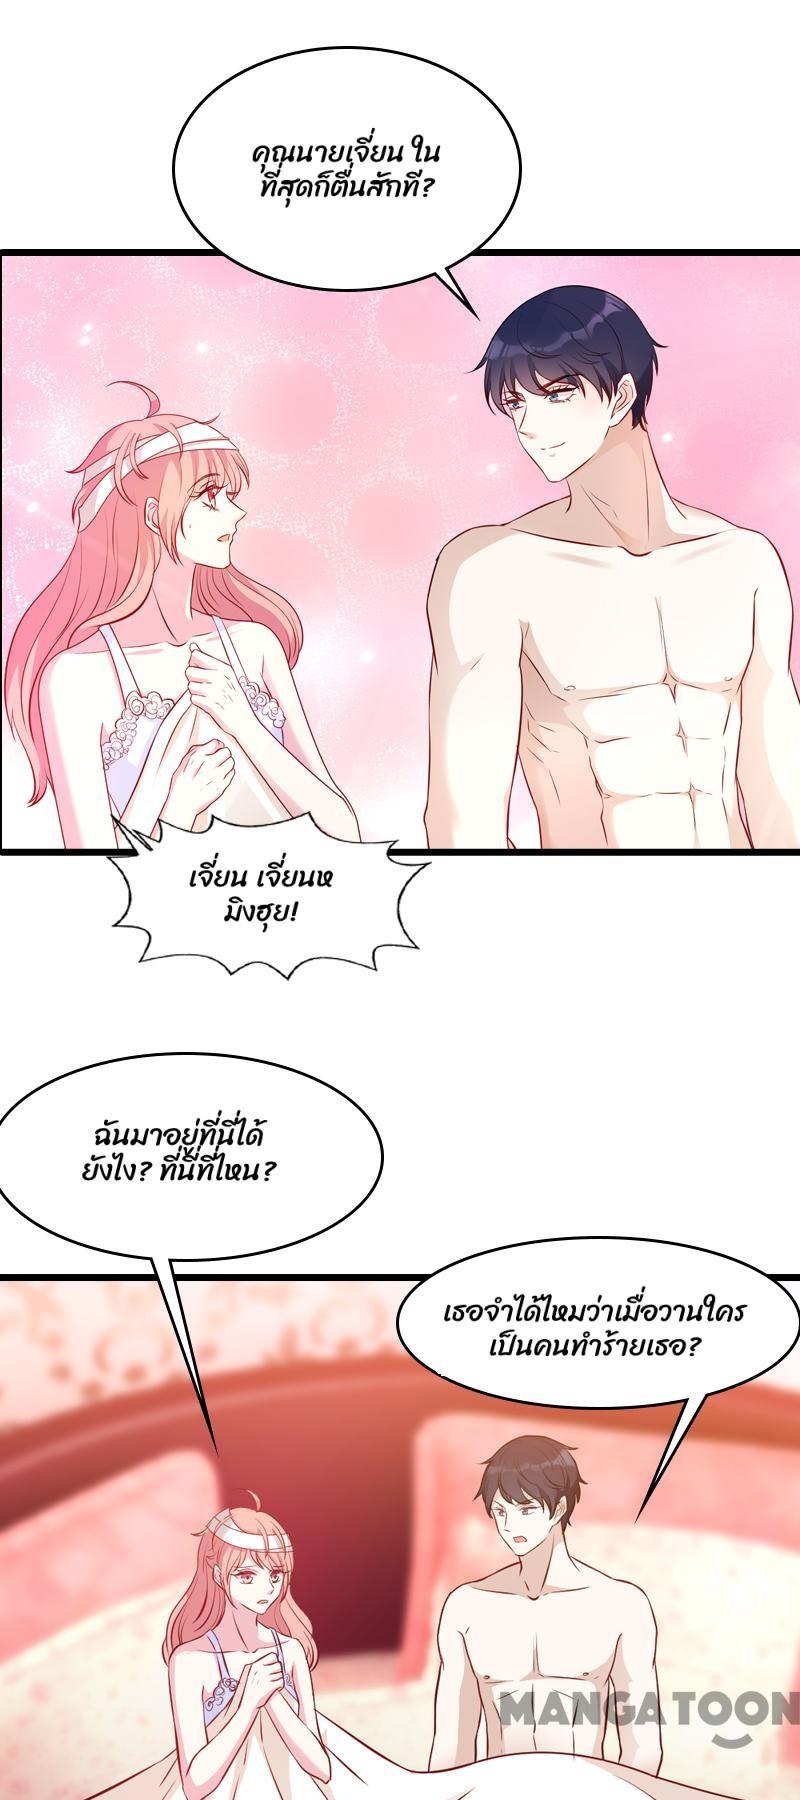 คุณนายเจี่ยน ใน
ที่สุดก็ตื่นสักที?
เจี่ยน เจี่ยนห
มิงฮุย!
ฉันมาอยู่ที่นี่ได้
ยังไง? ที่นี่ที่ไหน?
เธอจำได้ไหมว่าเมื่อวานใคร
เป็นคนทำร้ายเธอ?
MANGATOON